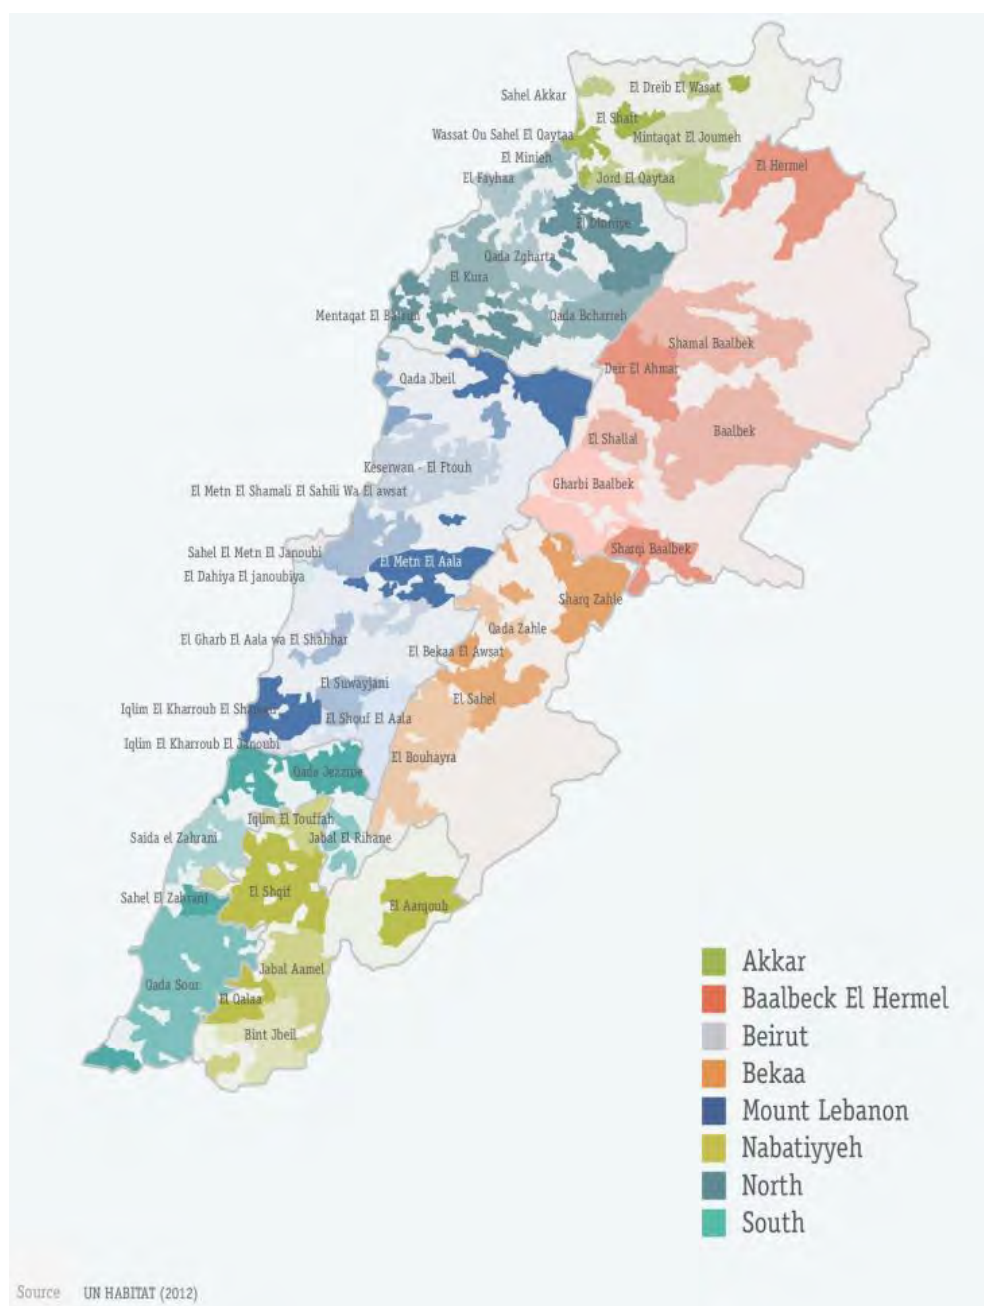 El Dreib El Wasat
Sahel Akkar
El Shaft
Wassat Ou Sahel El Qaytaa
Mintaqat El Joumeh
El Minieh
El Hermel
El Fayhaa
Jord El Qaytaa
El Dloniye
Qada Zgharta
El Kura
Mentaqat El Batrun
Qada Bcharieh
Shamal Baalbek
Deir El Ahmar
Qada Jbeil
Baalbek
El Shallal
Keserwan - El Ftouh
Gharbi Baalbek
El Metn El Shamali El Sahili Wa El awsat
Sharqi Baalbek
Sahel El Metn El Janoubi
El Metn El Aala
El Dahiya El janoubiya
Sharq Zahle
Qada Zahle
El Gharb El Aala wa El Shahhar
El Bekaa El Awsat
El Suwayjani
El Sahel
Iqlim El Kharroub El
El Shouf El Aala
Iqlim El Kharroub El Janoubi
El Bouhayra
Qada Jezzine
Iqlim El Touffah
Saida el Zahrani
Jabal El Rihane
El Shqif
Sahel El Zahrani
El Aarqoub
Jabal Aamel
Qada Sour
El Qalaa
Bint Jbeil
Akkar
Baalbeck El Hermel
Beirut
Bekaa
Mount Lebanon
Nabatiyyeh
North
South
Source UN HABITAT (2012)